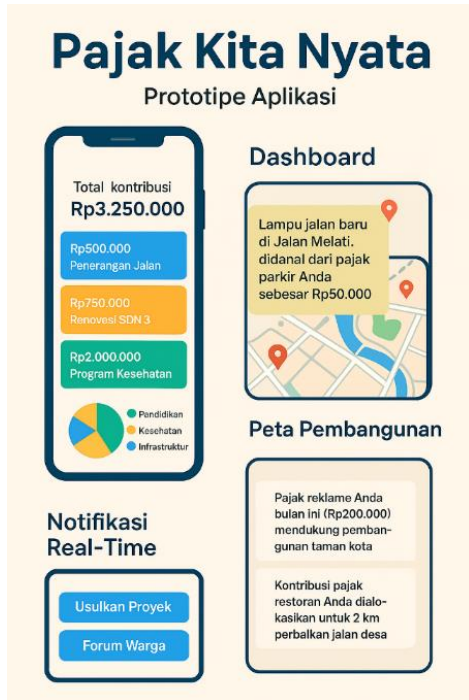 Pajak Kita Nyata
Prototipe Aplikasi
Total kontribusi
Rp3.250.000
Rp500.000
Penerangan Jalan
Rp750.000
Renovesi SDN 3
Rp2.000.000
Program Kesehatan
Pendidikan
Kesehatan
Infrastruktur
Dashboard
Lampu jalan baru
di Jalan Melati.
didanal dari pajak
parkir Anda
sebesar Rp50.000
Peta Pembangunan
Pajak reklame Anda
bulan ini (Rp200.000)
mendukung pemban-
gunan taman kota
Kontribusi pajak
restoran Anda dialo-
kasikan untuk 2 km
perbalkan jalan desa
Notifikasi
Real-Time
Usulkan Proyek
Forum Warga